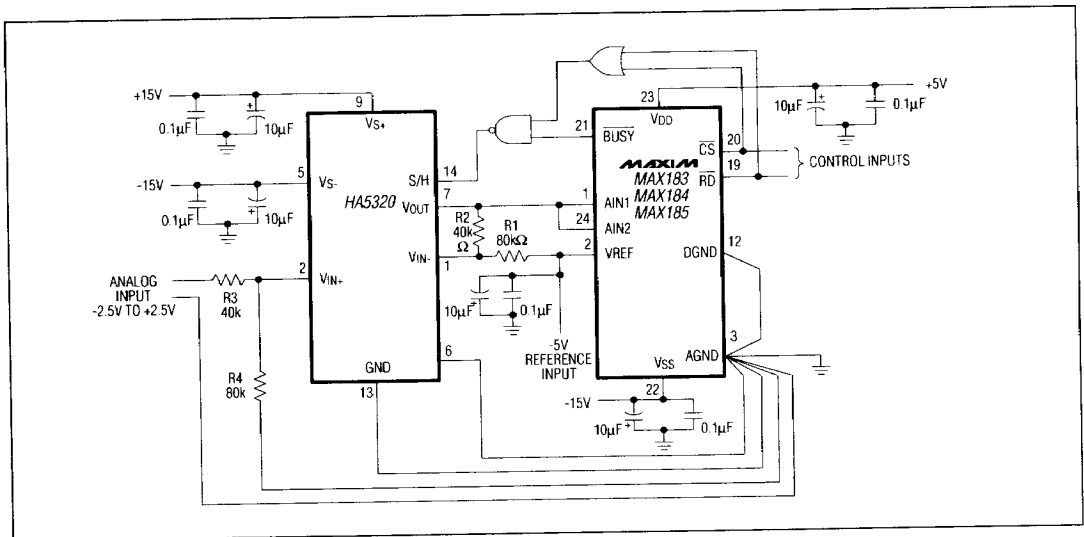 +15V
0.1µF
+
10µF
9
VS+
-15V
0.1µF
+
10µF
5
VS-
HA5320
14
S/H
7
VOUT
VIN-
1
2
VIN+
GND
13
6
ANALOG
INPUT
-2.5V TO +2.5V
R3
40k
R4
80k
R2
40k
Ω
R1
80kΩ
10µF
+
0.1µF
-5V
REFERENCE
INPUT
23
VDD
21
BUSY
MAXIM
MAX183
MAX184
MAX185
1
AIN1
24
AIN2
2
VREF
20
CS
19
RD
CONTROL INPUTS
+5V
10µF
+
0.1µF
12
DGND
3
AGND
VSS
22
-15V
10µF
+
0.1µF